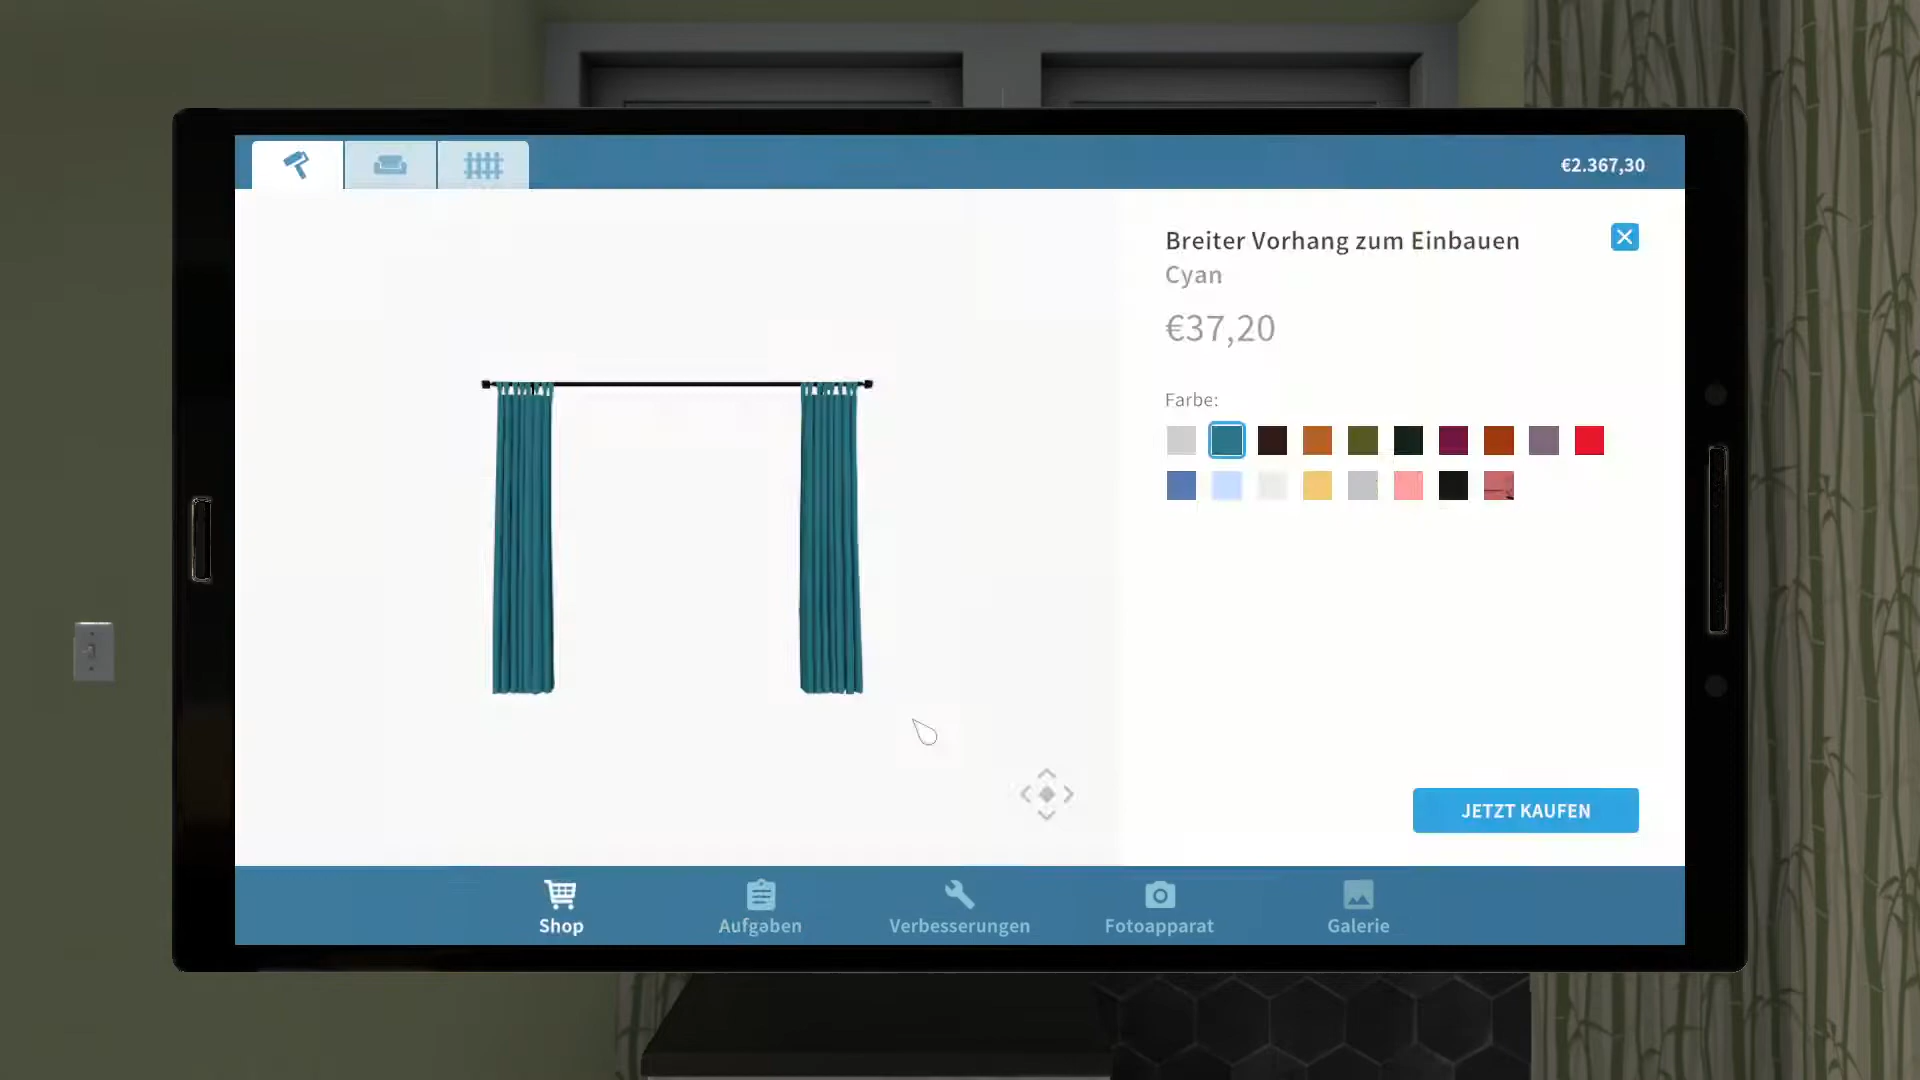 €2.367,30
Breiter Vorhang zum Einbauen
Cyan
€37,20
Farbe:
JETZT KAUFEN
Shop
Aufgaben
Verbesserungen
Fotoapparat
Galerie